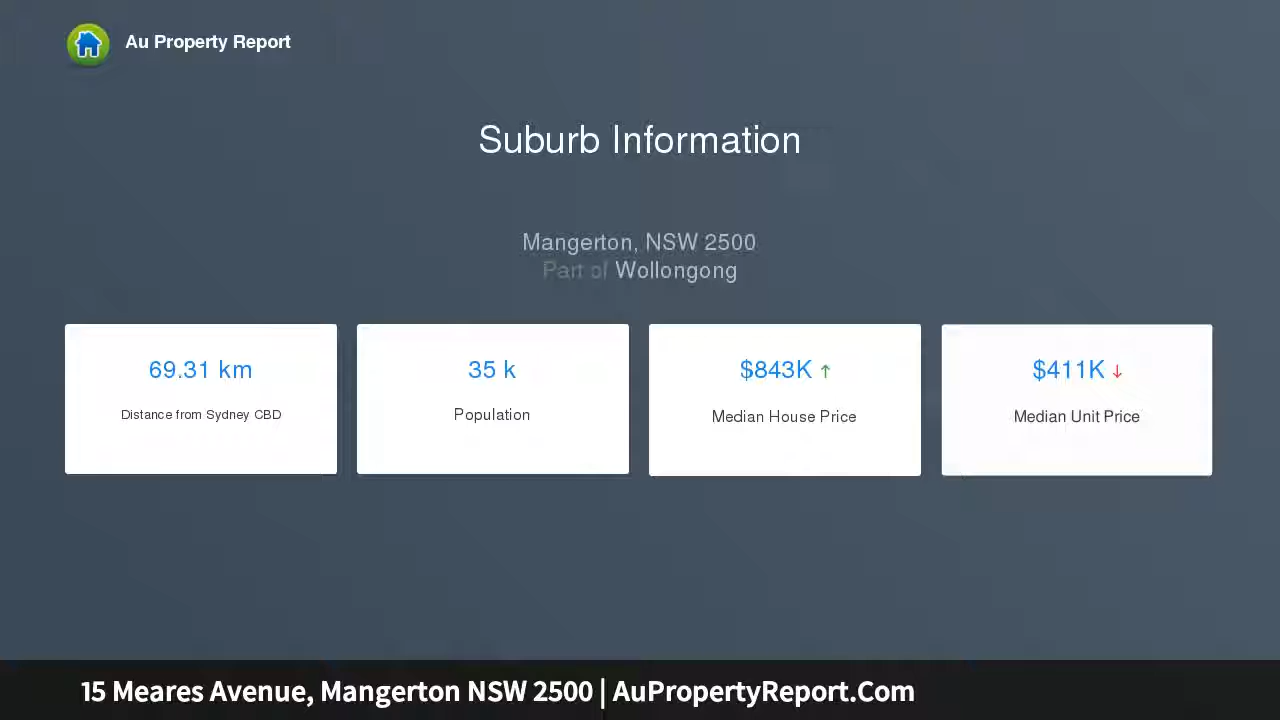 Au Property Report
Suburb Information
Mangerton, NSW 2500
Part of Wollongong
69.31 km
Distance from Sydney CBD
35 k
Population
$843K ↑
Median House Price
$411K ↓
Median Unit Price
15 Meares Avenue, Mangerton NSW 2500 | AuPropertyReport.Com